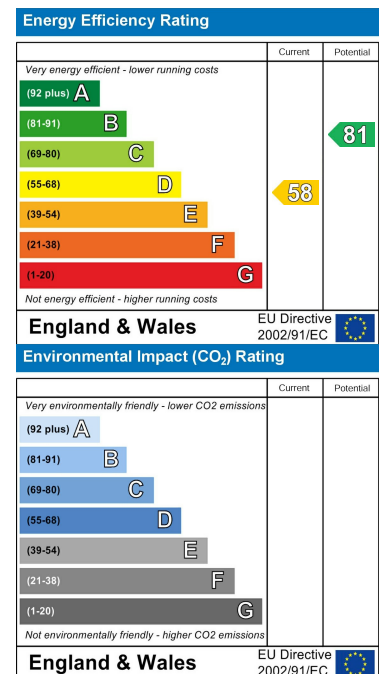 Energy Efficiency Rating
Current Potential
Very energy efficient - lower running costs
(92 plus) A
(81-91) B
(69-80) C
(55-68) D
(39-54) E
(21-38) F
(1-20) G
58
81
Not energy efficient - higher running costs
England & Wales
EU Directive
2002/91/EC
Environmental Impact (CO₂) Rating
Current Potential
Very environmentally friendly - lower CO2 emissions
(92 plus) A
(81-91) B
(69-80) C
(55-68) D
(39-54) E
(21-38) F
(1-20) G
Not environmentally friendly - higher CO2 emissions
England & Wales
EU Directive
2002/91/EC